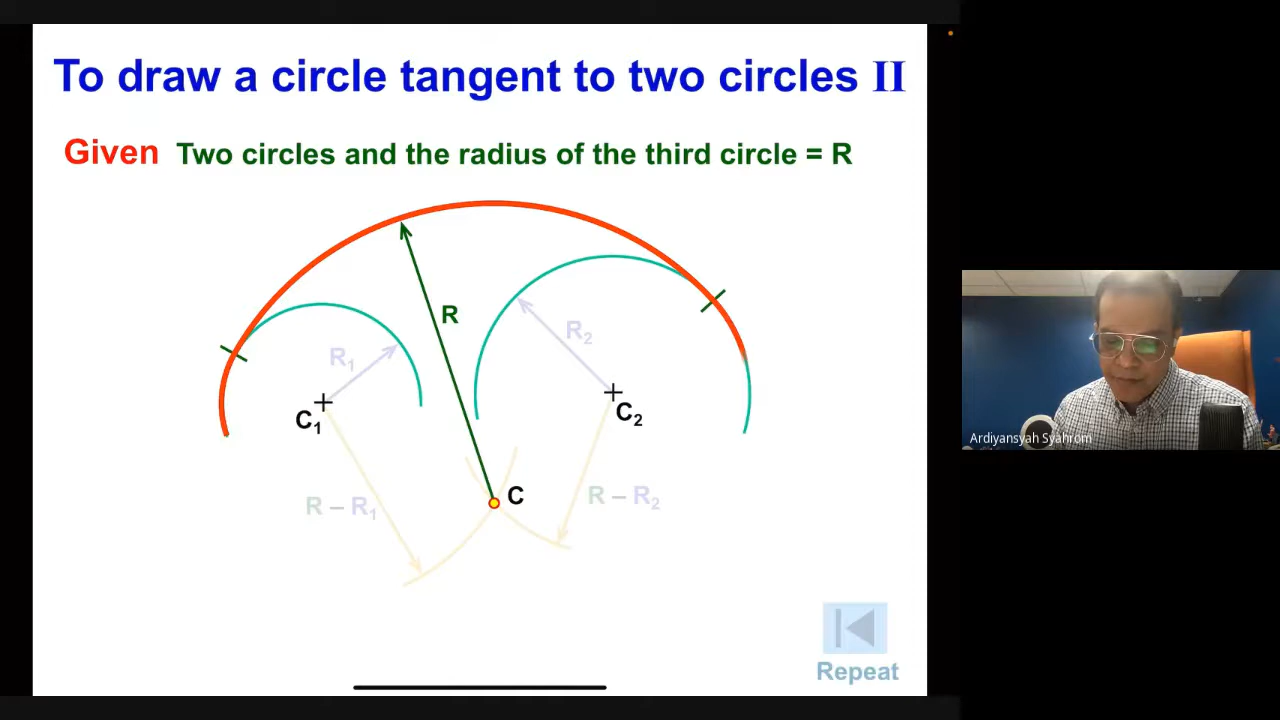 To draw a circle tangent to two circles II
Given Two circles and the radius of the third circle = R
R
R₁
R₂
C₁
C₂
C
R – R₁
R – R₂
Repeat
Ardiyansyah Syahrom